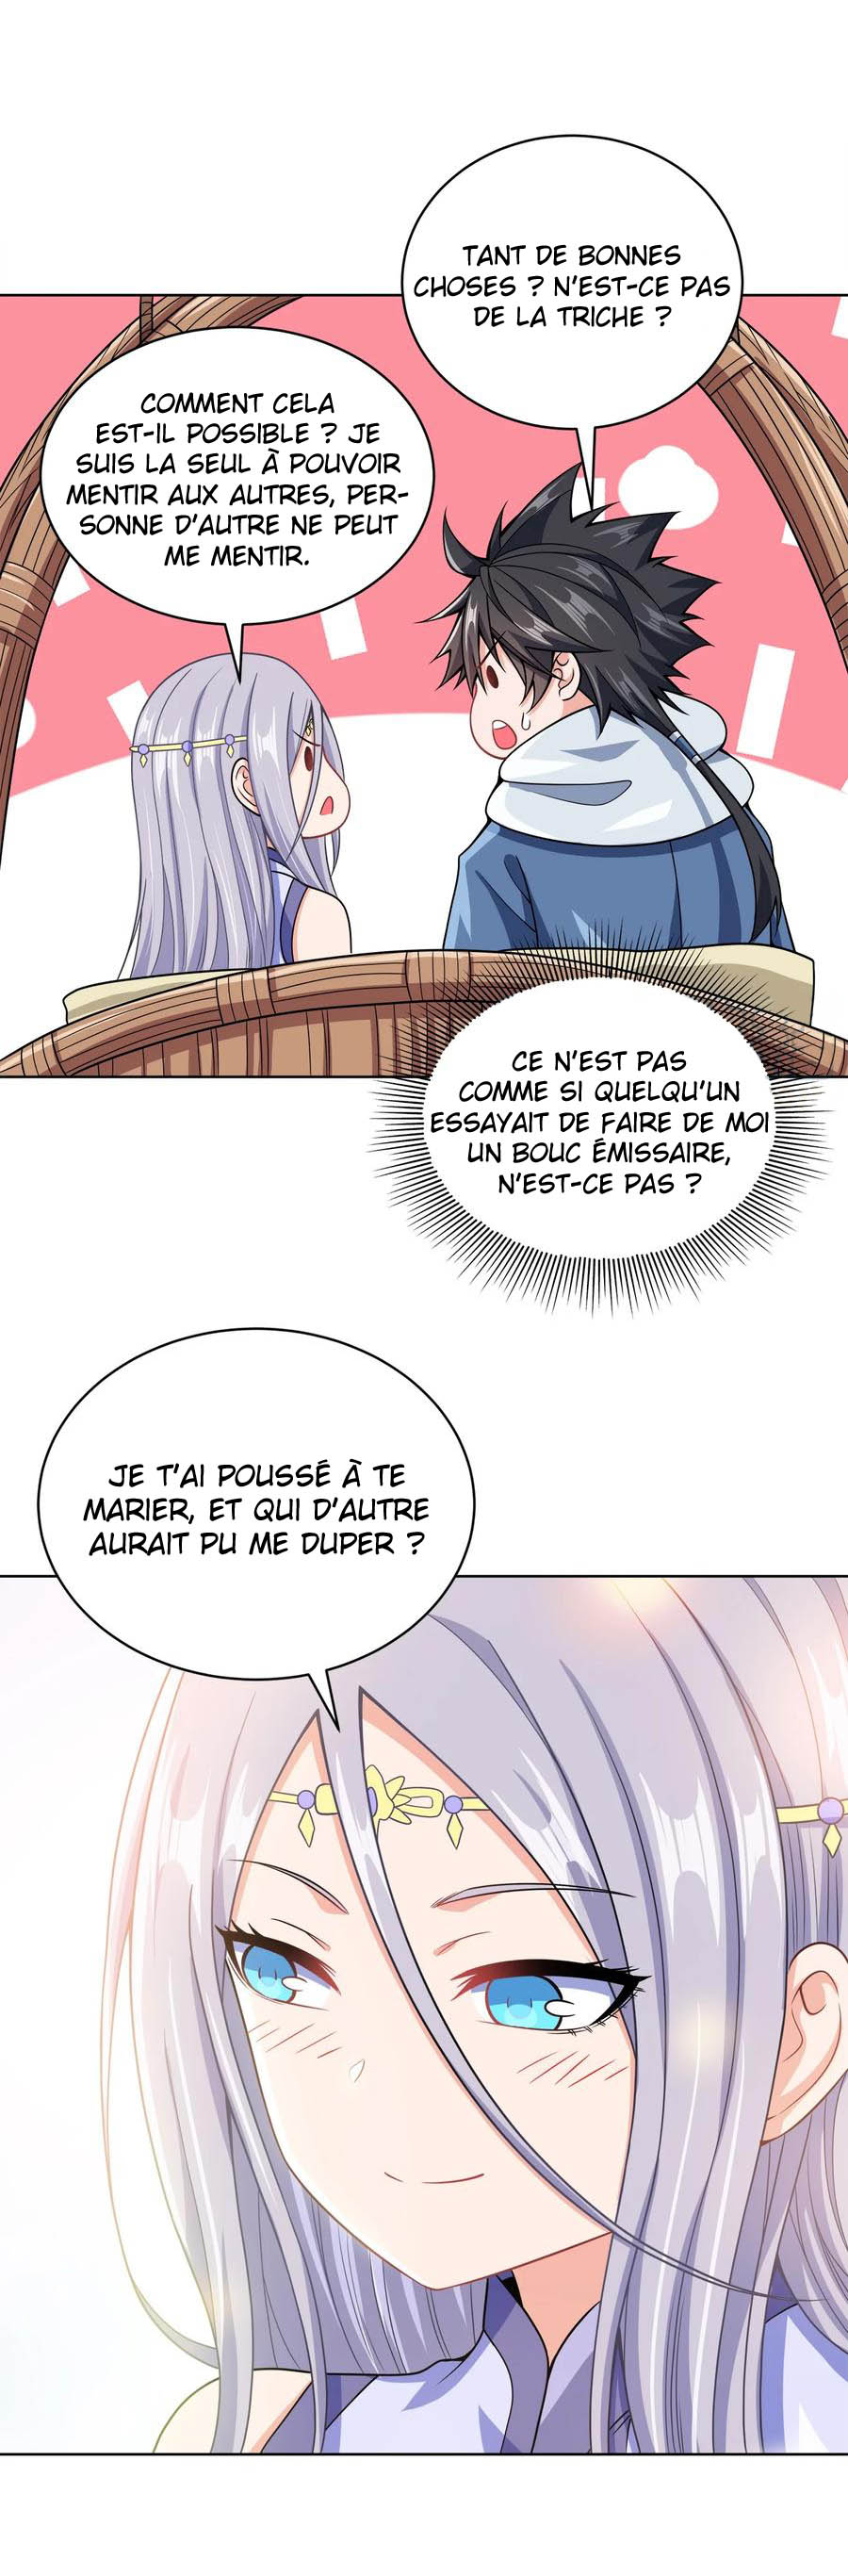 TANT DE BONNES
CHOSES ? N'EST-CE PAS
DE LA TRICHE ?
COMMENT CELA
EST-IL POSSIBLE ? JE
SUIS LA SEUL À POUVOIR
MENTIR AUX AUTRES, PER-
SONNE D'AUTRE NE PEUT
ME MENTIR.
CE N'EST PAS
COMME SI QUELQU'UN
ESSAYAIT DE FAIRE DE MOI
UN BOUC ÉMISSAIRE,
N'EST-CE PAS ?
JE T'AI POUSSÉ À TE
MARIER, ET QUI D'AUTRE
AURAIT PU ME DUPER ?